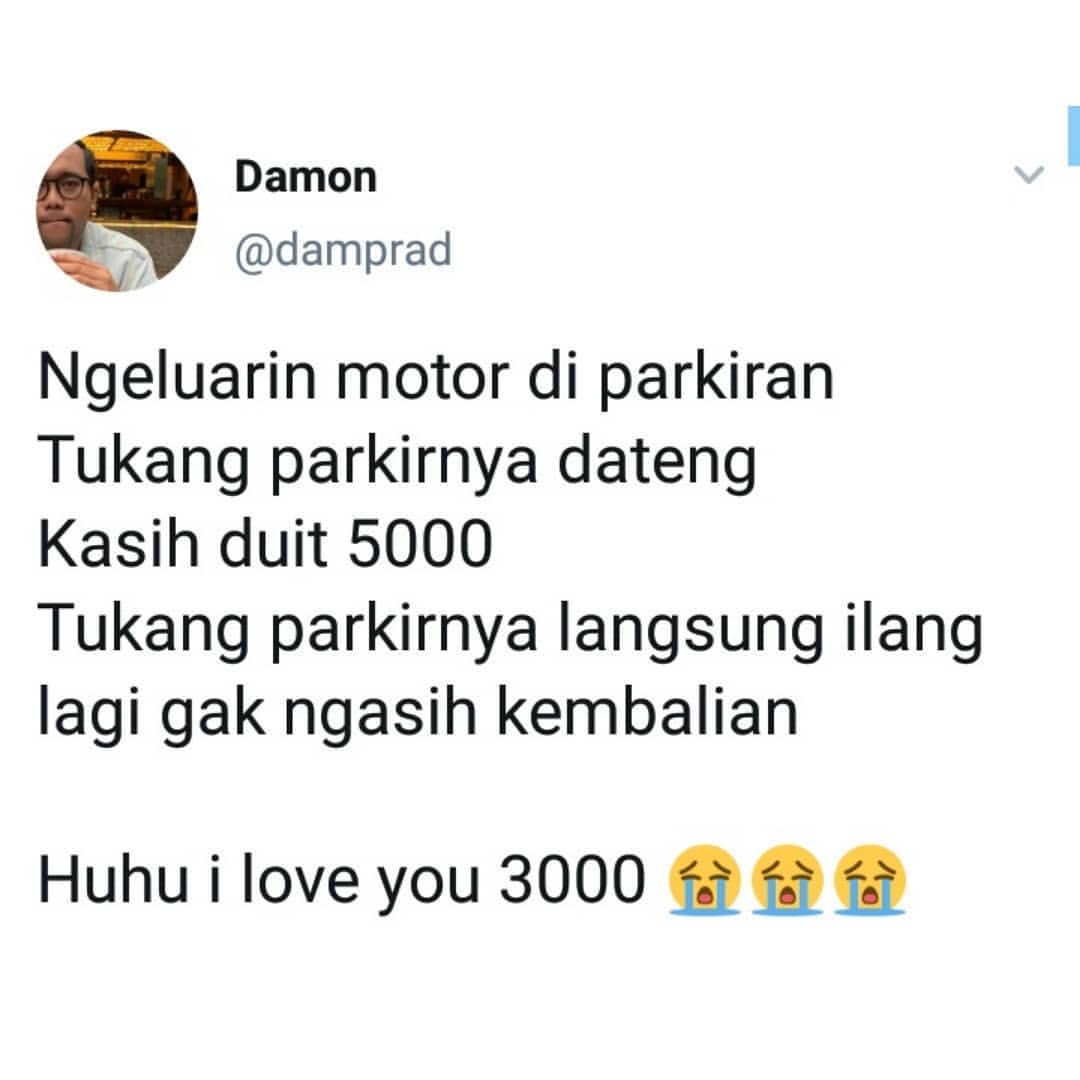 Damon
@damprad
Ngeluarin motor di parkiran
Tukang parkirnya dateng
Kasih duit 5000
Tukang parkirnya langsung ilang
lagi gak ngasih kembalian
Huhu i love you 3000 😭😭😭